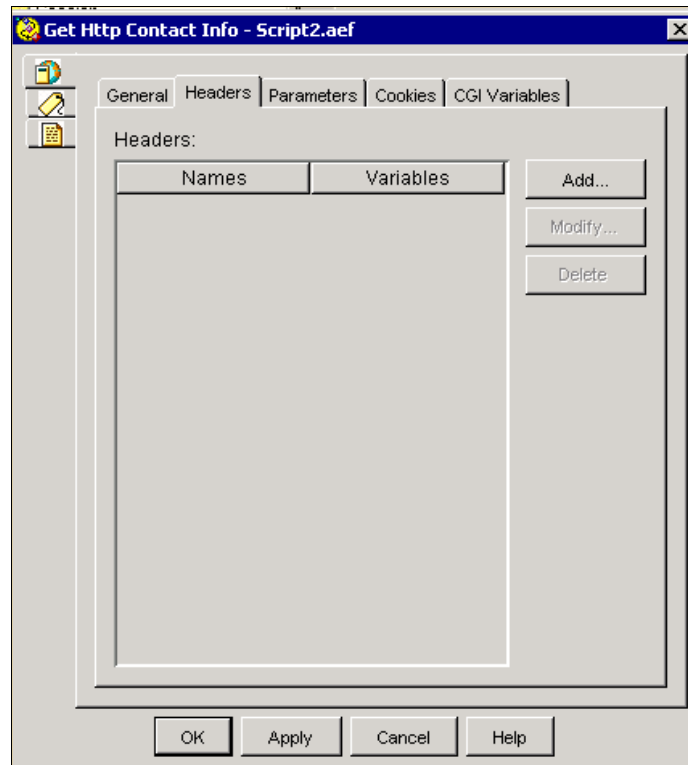 Get Http Contact Info - Script2.aef
General Headers Parameters Cookies CGI Variables
Headers:
Names Variables Add...
Modify...
Delete
OK Apply Cancel Help